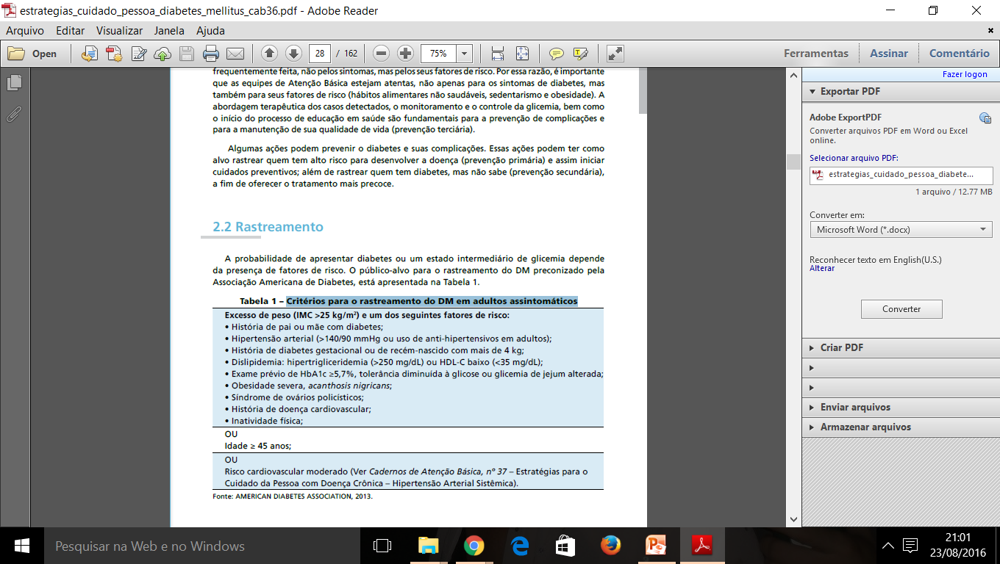 estrategias_cuidado_pessoa_diabetes_mellitus_cab36.pdf - Adobe Reader
Arquivo Editar Visualizar Janela Ajuda
Open 28 / 162 75% Ferramentas Assinar Comentário
frequentemente feita, não pelos sintomas, mas pelos seus fatores de risco. Por essa razão, é importante
que as equipes de Atenção Básica estejam atentas, não apenas para os sintomas de diabetes, mas
também para seus fatores de risco (hábitos alimentares não saudáveis, sedentarismo e obesidade). A
abordagem terapêutica dos casos detectados, o monitoramento e o controle da glicemia, bem como
o início do processo de educação em saúde são fundamentais para a prevenção de complicações e
para a manutenção de sua qualidade de vida (prevenção terciária).
Algumas ações podem prevenir o diabetes e suas complicações. Essas ações podem ter como
alvo rastrear quem tem alto risco para desenvolver a doença (prevenção primária) e assim iniciar
cuidados preventivos; além de rastrear quem tem diabetes, mas não sabe (prevenção secundária),
a fim de oferecer o tratamento mais precoce.
2.2 Rastreamento
A probabilidade de apresentar diabetes ou um estado intermediário de glicemia depende
da presença de fatores de risco. O público-alvo para o rastreamento do DM preconizado pela
Associação Americana de Diabetes, está apresentada na Tabela 1.
Tabela 1 – Critérios para o rastreamento do DM em adultos assintomáticos
Excesso de peso (IMC >25 kg/m²) e um dos seguintes fatores de risco:
• História de pai ou mãe com diabetes;
• Hipertensão arterial (>140/90 mmHg ou uso de anti-hipertensivos em adultos);
• História de diabetes gestacional ou de recém-nascido com mais de 4 kg;
• Dislipidemia: hipertrigliceridemia (>250 mg/dL) ou HDL-C baixo (<35 mg/dL);
• Exame prévio de HbA1c ≥5,7%, tolerância diminuída à glicose ou glicemia de jejum alterada;
• Obesidade severa, acanthosis nigricans;
• Síndrome de ovários policísticos;
• História de doença cardiovascular;
• Inatividade física;
OU
Idade ≥ 45 anos;
OU
Risco cardiovascular moderado (Ver Cadernos de Atenção Básica, nº 37 – Estratégias para o
Cuidado da Pessoa com Doença Crônica – Hipertensão Arterial Sistêmica).
Fonte: AMERICAN DIABETES ASSOCIATION, 2013.
Fazer logon
Exportar PDF
Adobe ExportPDF
Converter arquivos PDF em Word ou Excel
online.
Selecionar arquivo PDF:
estrategias_cuidado_pessoa_diabete...
1 arquivo / 12.77 MB
Converter em:
Microsoft Word (*.docx)
Reconhecer texto em English(U.S.)
Alterar
Converter
Criar PDF
Enviar arquivos
Armazenar arquivos
Pesquisar na Web e no Windows
21:01
23/08/2016